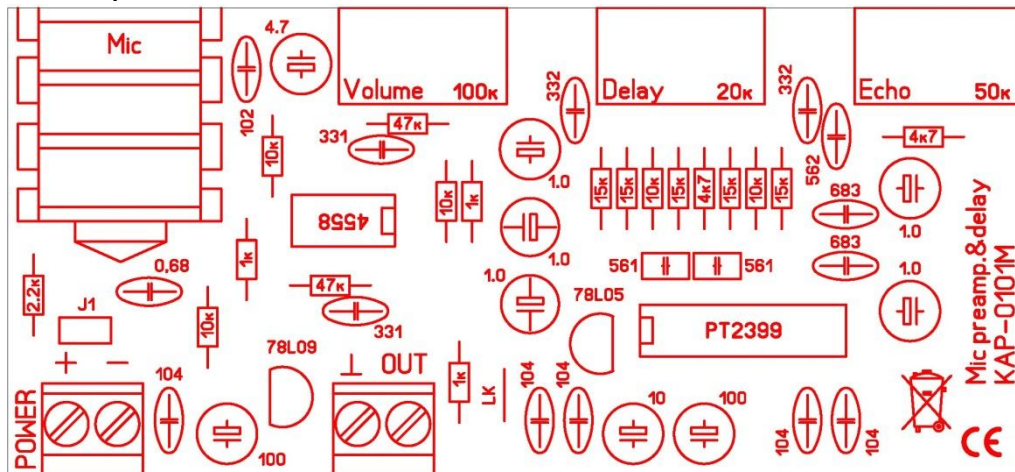 Mic
102
4.7
Volume 100к
332
Delay 20к
332
Echo 50к
10к
331
47к
10к
1к
1.0
15к
15к
10к
15к
4к7
15к
10к
15к
562
4к7
683
1.0
4558
1к
1.0
683
1.0
561
561
0.68
2.2к
J1
10к
47к
331
1.0
78L05
PT2399
Mic preamp.&delay
KAP-0101M
+ −
POWER
104
100
78L09
⊥ OUT
1к
LK
104
104
10
100
104
104
CE